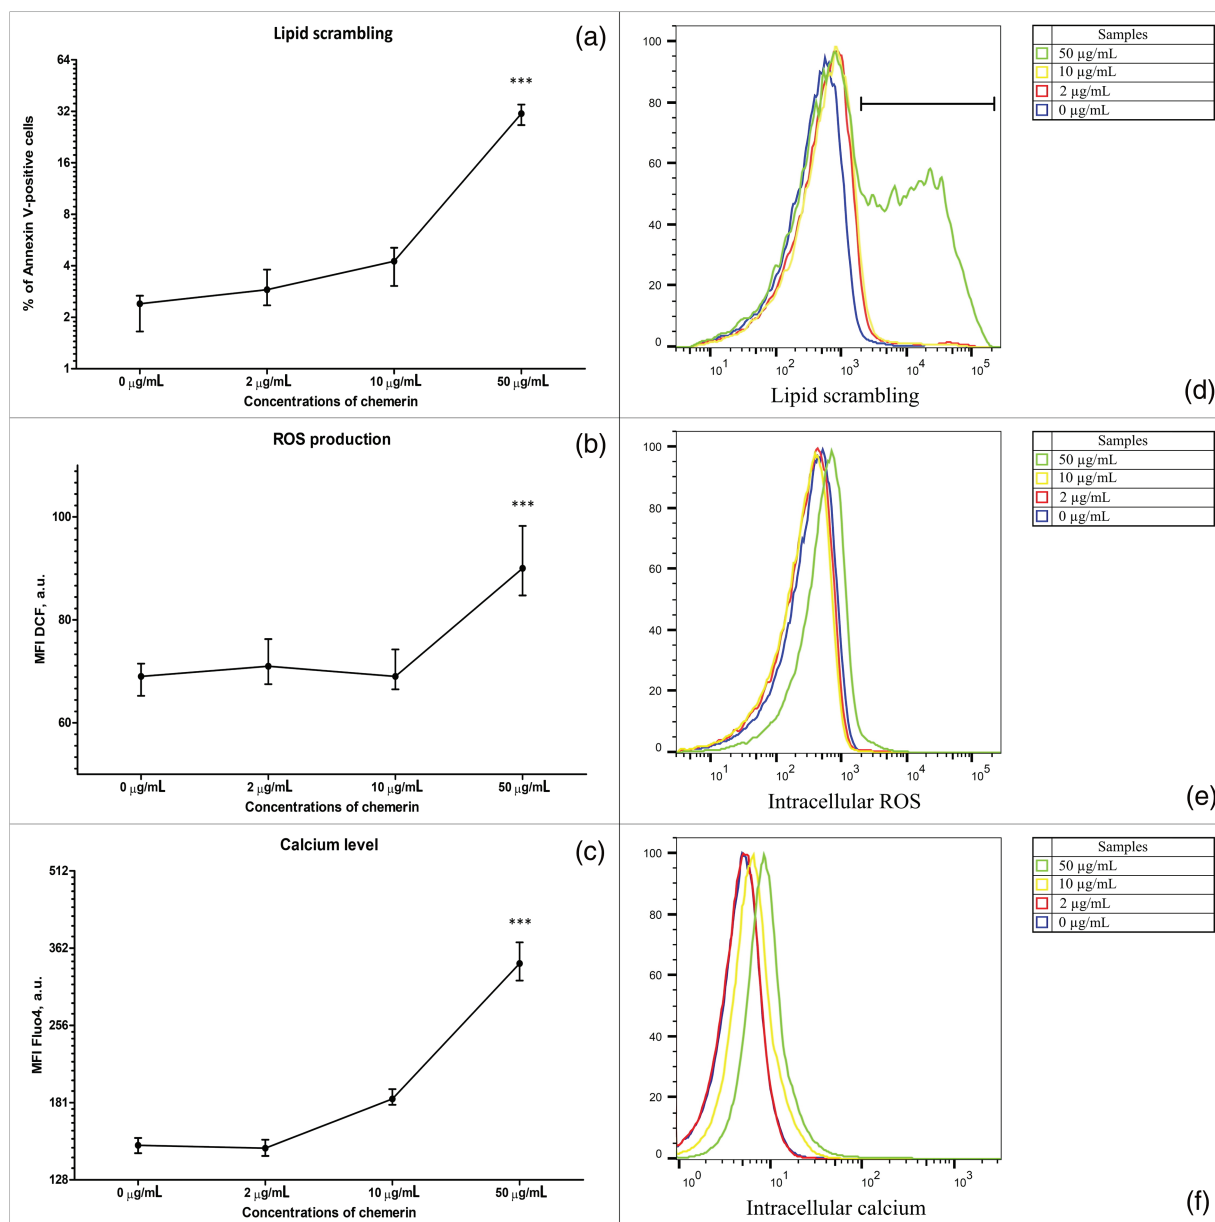 Lipid scrambling
(a)
***
64
32
16
8
4
2
1
% of Annexin V-positive cells
0 μg/mL 2 μg/mL 10 μg/mL 50 μg/mL
Concentrations of chemerin
100
80
60
40
20
0
10¹ 10² 10³ 10⁴ 10⁵
Lipid scrambling
(d)
Samples
50 μg/mL
10 μg/mL
2 μg/mL
0 μg/mL
ROS production
(b)
***
100
80
60
MFI DCF, a.u.
0 μg/mL 2 μg/mL 10 μg/mL 50 μg/mL
Concentrations of chemerin
100
80
60
40
20
0
10¹ 10² 10³ 10⁴ 10⁵
Intracellular ROS
(e)
Samples
50 μg/mL
10 μg/mL
2 μg/mL
0 μg/mL
Calcium level
(c)
***
512
362
256
181
128
MFI Fluo4, a.u.
0 μg/mL 2 μg/mL 10 μg/mL 50 μg/mL
Concentrations of chemerin
100
80
60
40
20
0
10⁰ 10¹ 10² 10³
Intracellular calcium
(f)
Samples
50 μg/mL
10 μg/mL
2 μg/mL
0 μg/mL